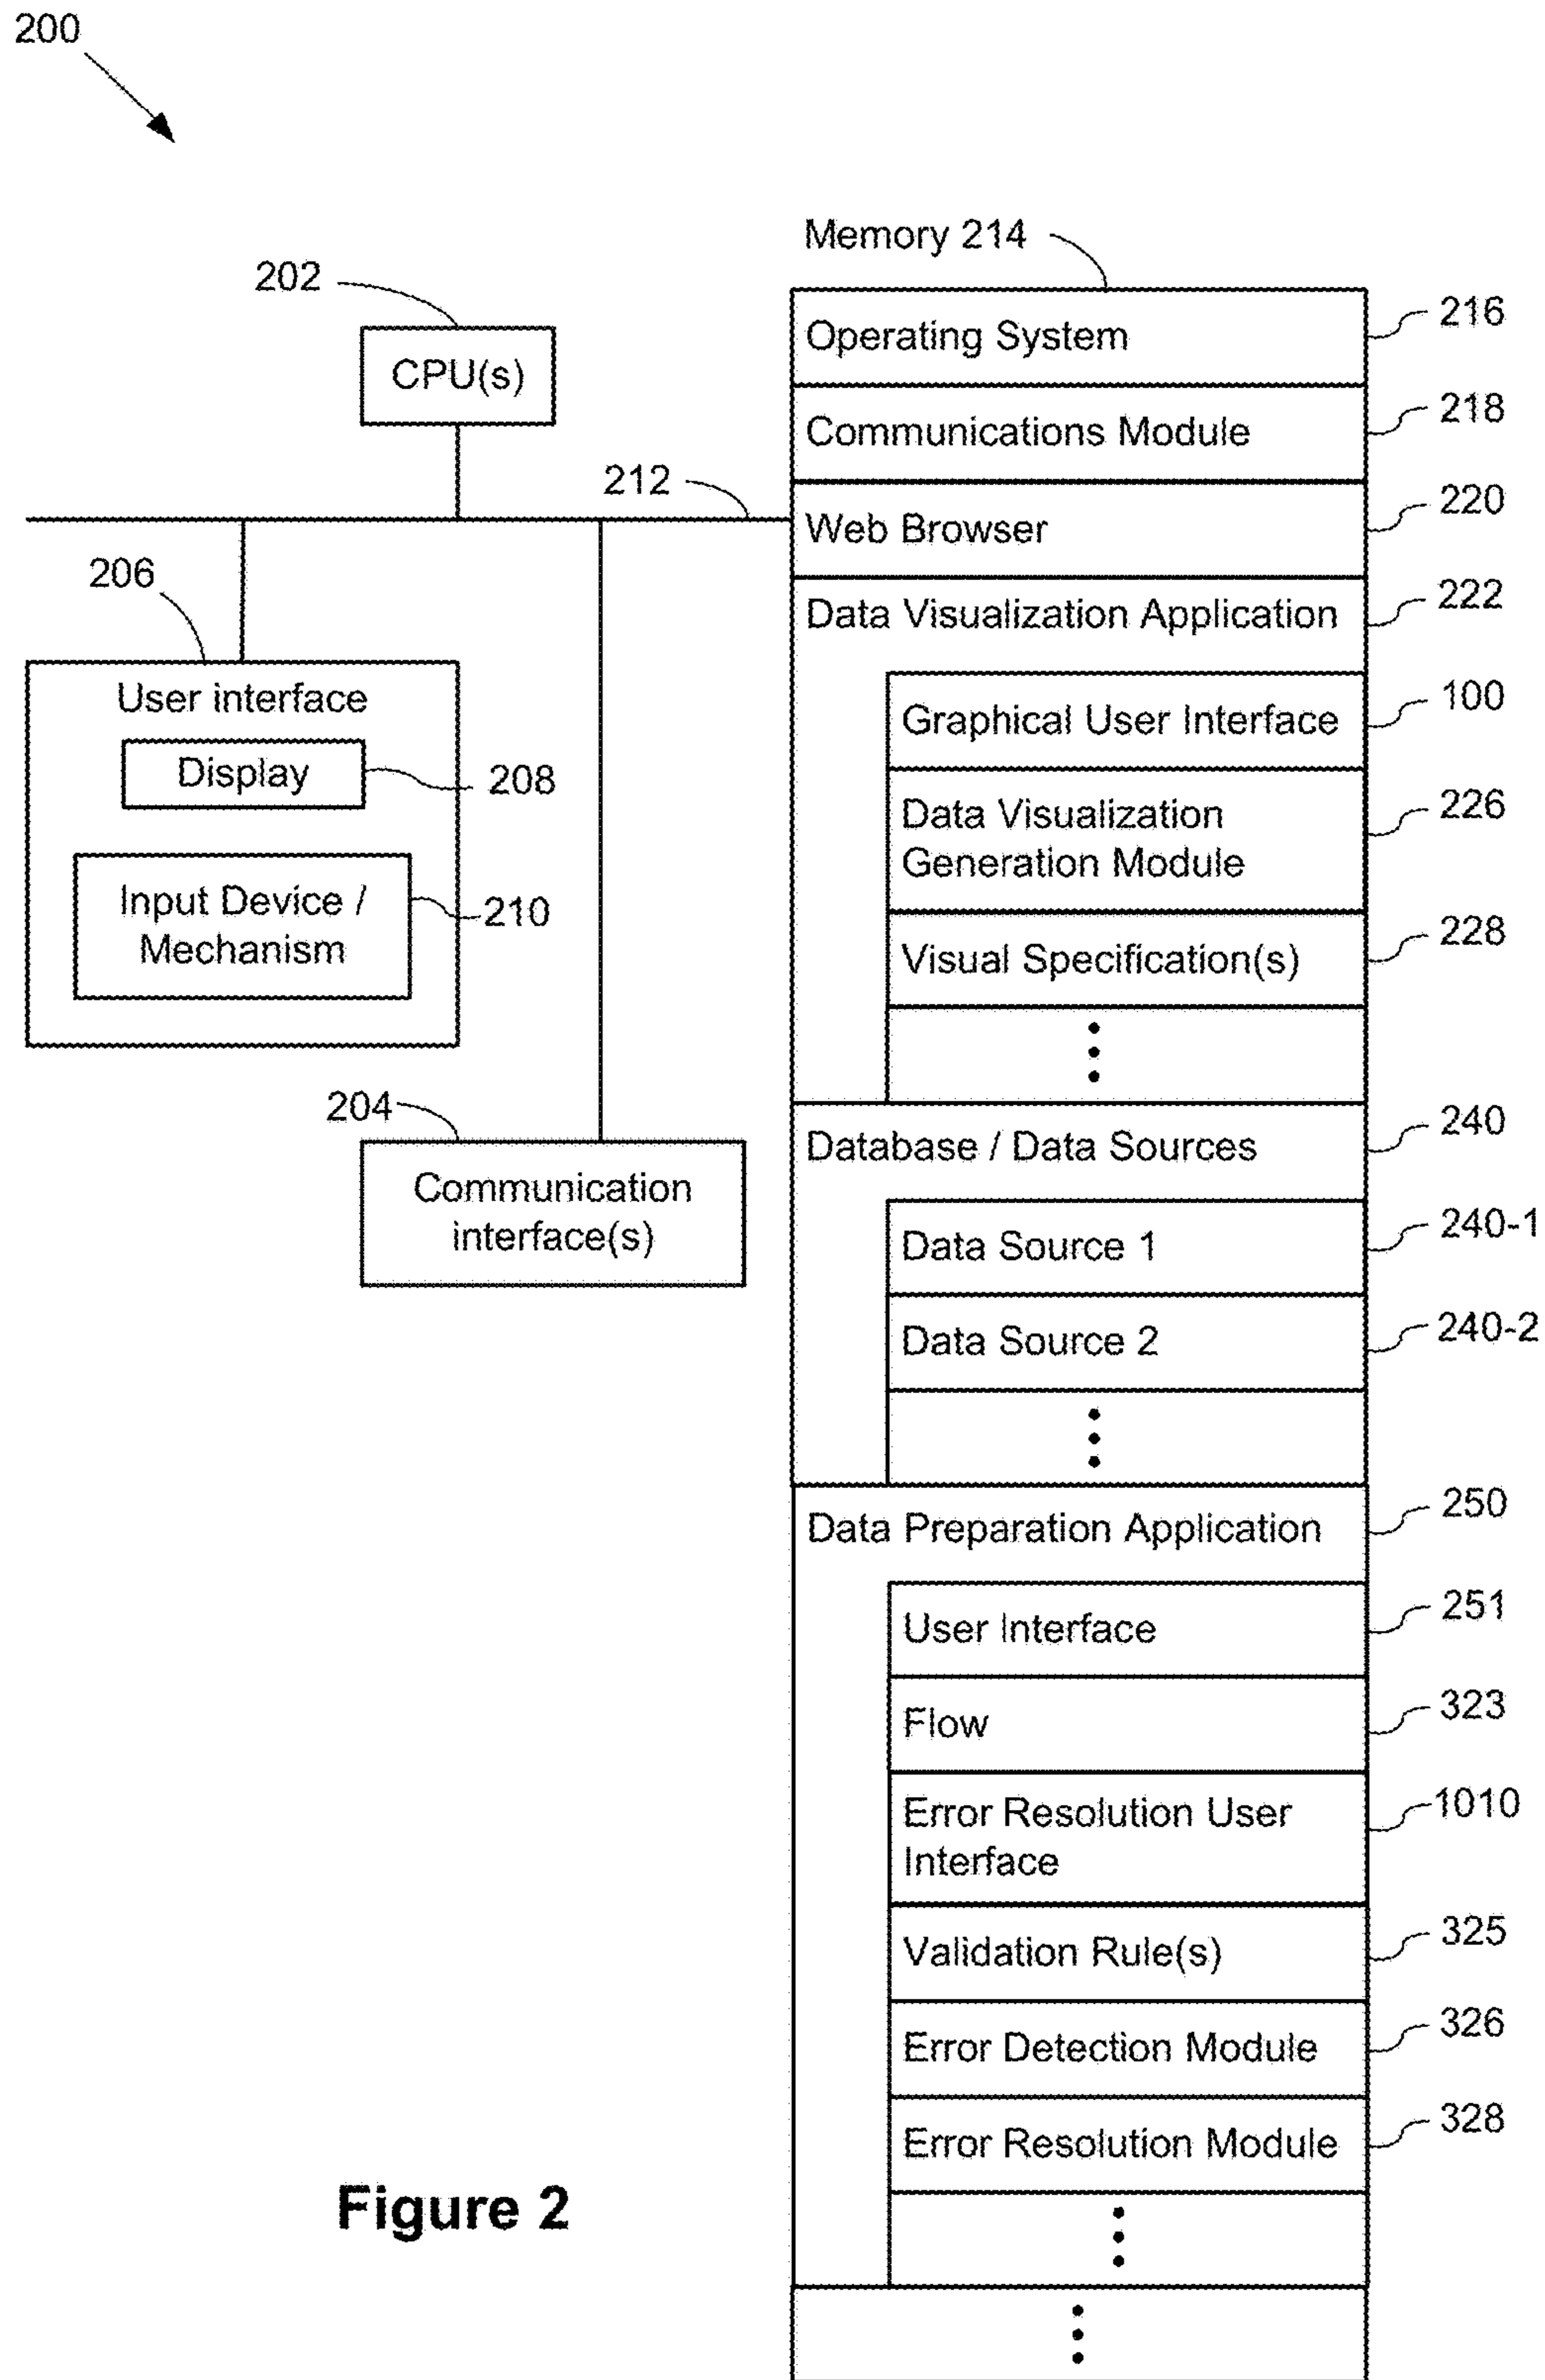 200
Memory 214
202
CPU(s)
212
206
User interface
Display
208
Input Device /
Mechanism
210
204
Communication
interface(s)
Operating System
216
Communications Module
218
Web Browser
220
Data Visualization Application
222
Graphical User Interface
100
Data Visualization
Generation Module
226
Visual Specification(s)
228
Database / Data Sources
240
Data Source 1
240-1
Data Source 2
240-2
Data Preparation Application
250
User Interface
251
Flow
323
Error Resolution User
Interface
1010
Validation Rule(s)
325
Error Detection Module
326
Error Resolution Module
328
Figure 2